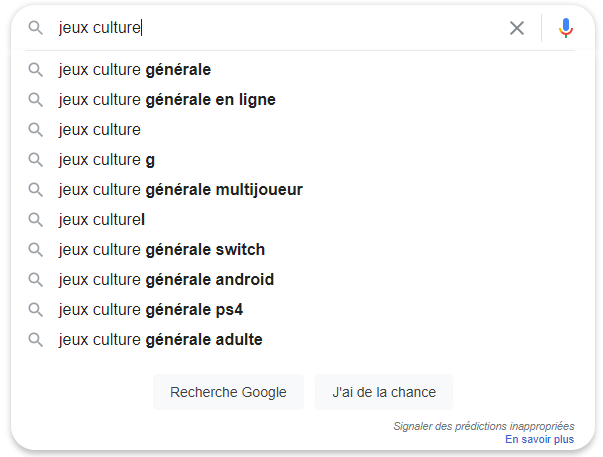 jeux culture
jeux culture générale
jeux culture générale en ligne
jeux culture
jeux culture g
jeux culture générale multijoueur
jeux culturel
jeux culture générale switch
jeux culture générale android
jeux culture générale ps4
jeux culture générale adulte
Recherche Google J'ai de la chance
Signaler des prédictions inappropriées
En savoir plus